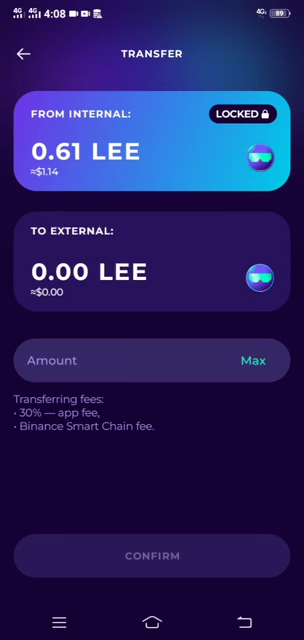 4G 4G 4:08 4G 89
TRANSFER
FROM INTERNAL: LOCKED
0.61 LEE
≈$1.14
TO EXTERNAL:
0.00 LEE
≈$0.00
Amount Max
Transferring fees:
• 30% — app fee,
• Binance Smart Chain fee.
CONFIRM